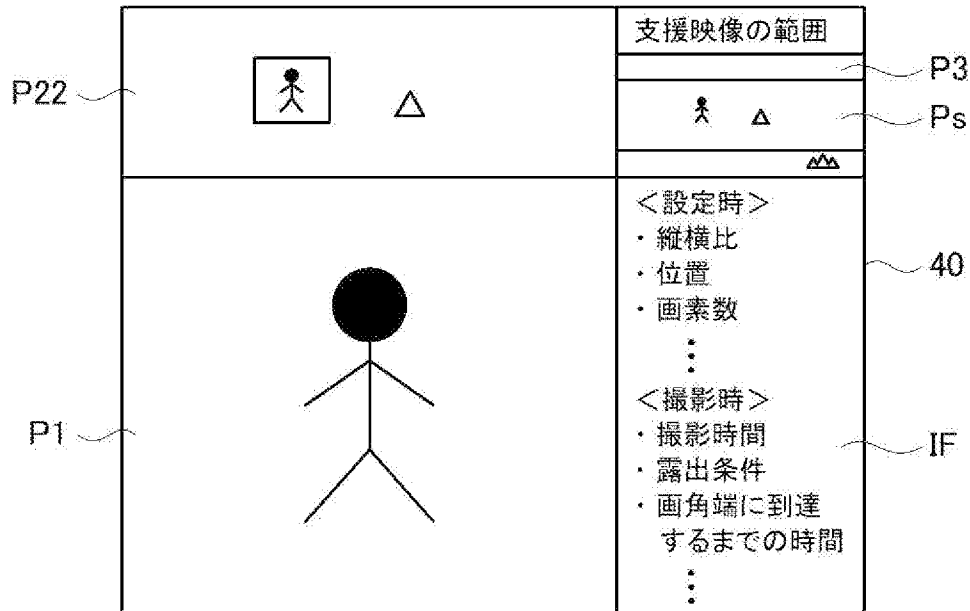 支援映像の範囲
P22
P3
Ps
＜設定時＞
・縦横比
・位置
・画素数
⋮
40
＜撮影時＞
・撮影時間
・露出条件
・画角端に到達
するまでの時間
⋮
P1
IF